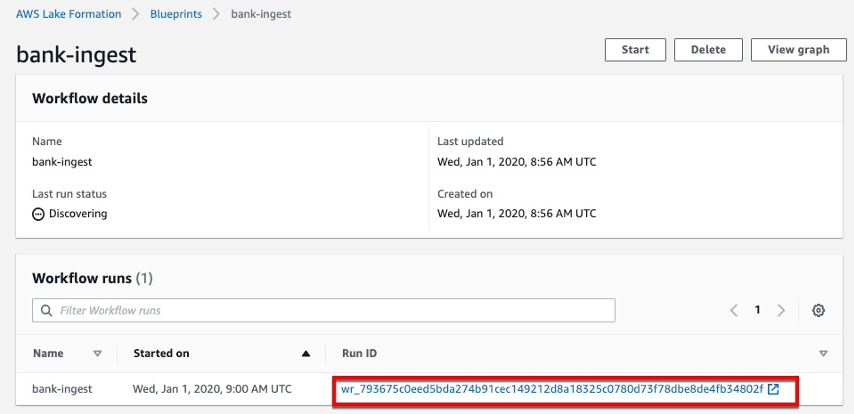 AWS Lake Formation > Blueprints > bank-ingest
bank-ingest
Start Delete View graph
Workflow details
Name Last updated
bank-ingest Wed, Jan 1, 2020, 8:56 AM UTC
Last run status Created on
Discovering Wed, Jan 1, 2020, 8:56 AM UTC
Workflow runs (1)
Filter Workflow runs < 1 >
Name Started on Run ID
bank-ingest Wed, Jan 1, 2020, 9:00 AM UTC wr_793675c0eed5bda274b91cec149212d8a18325c0780d73f78dbe8de4fb34802f